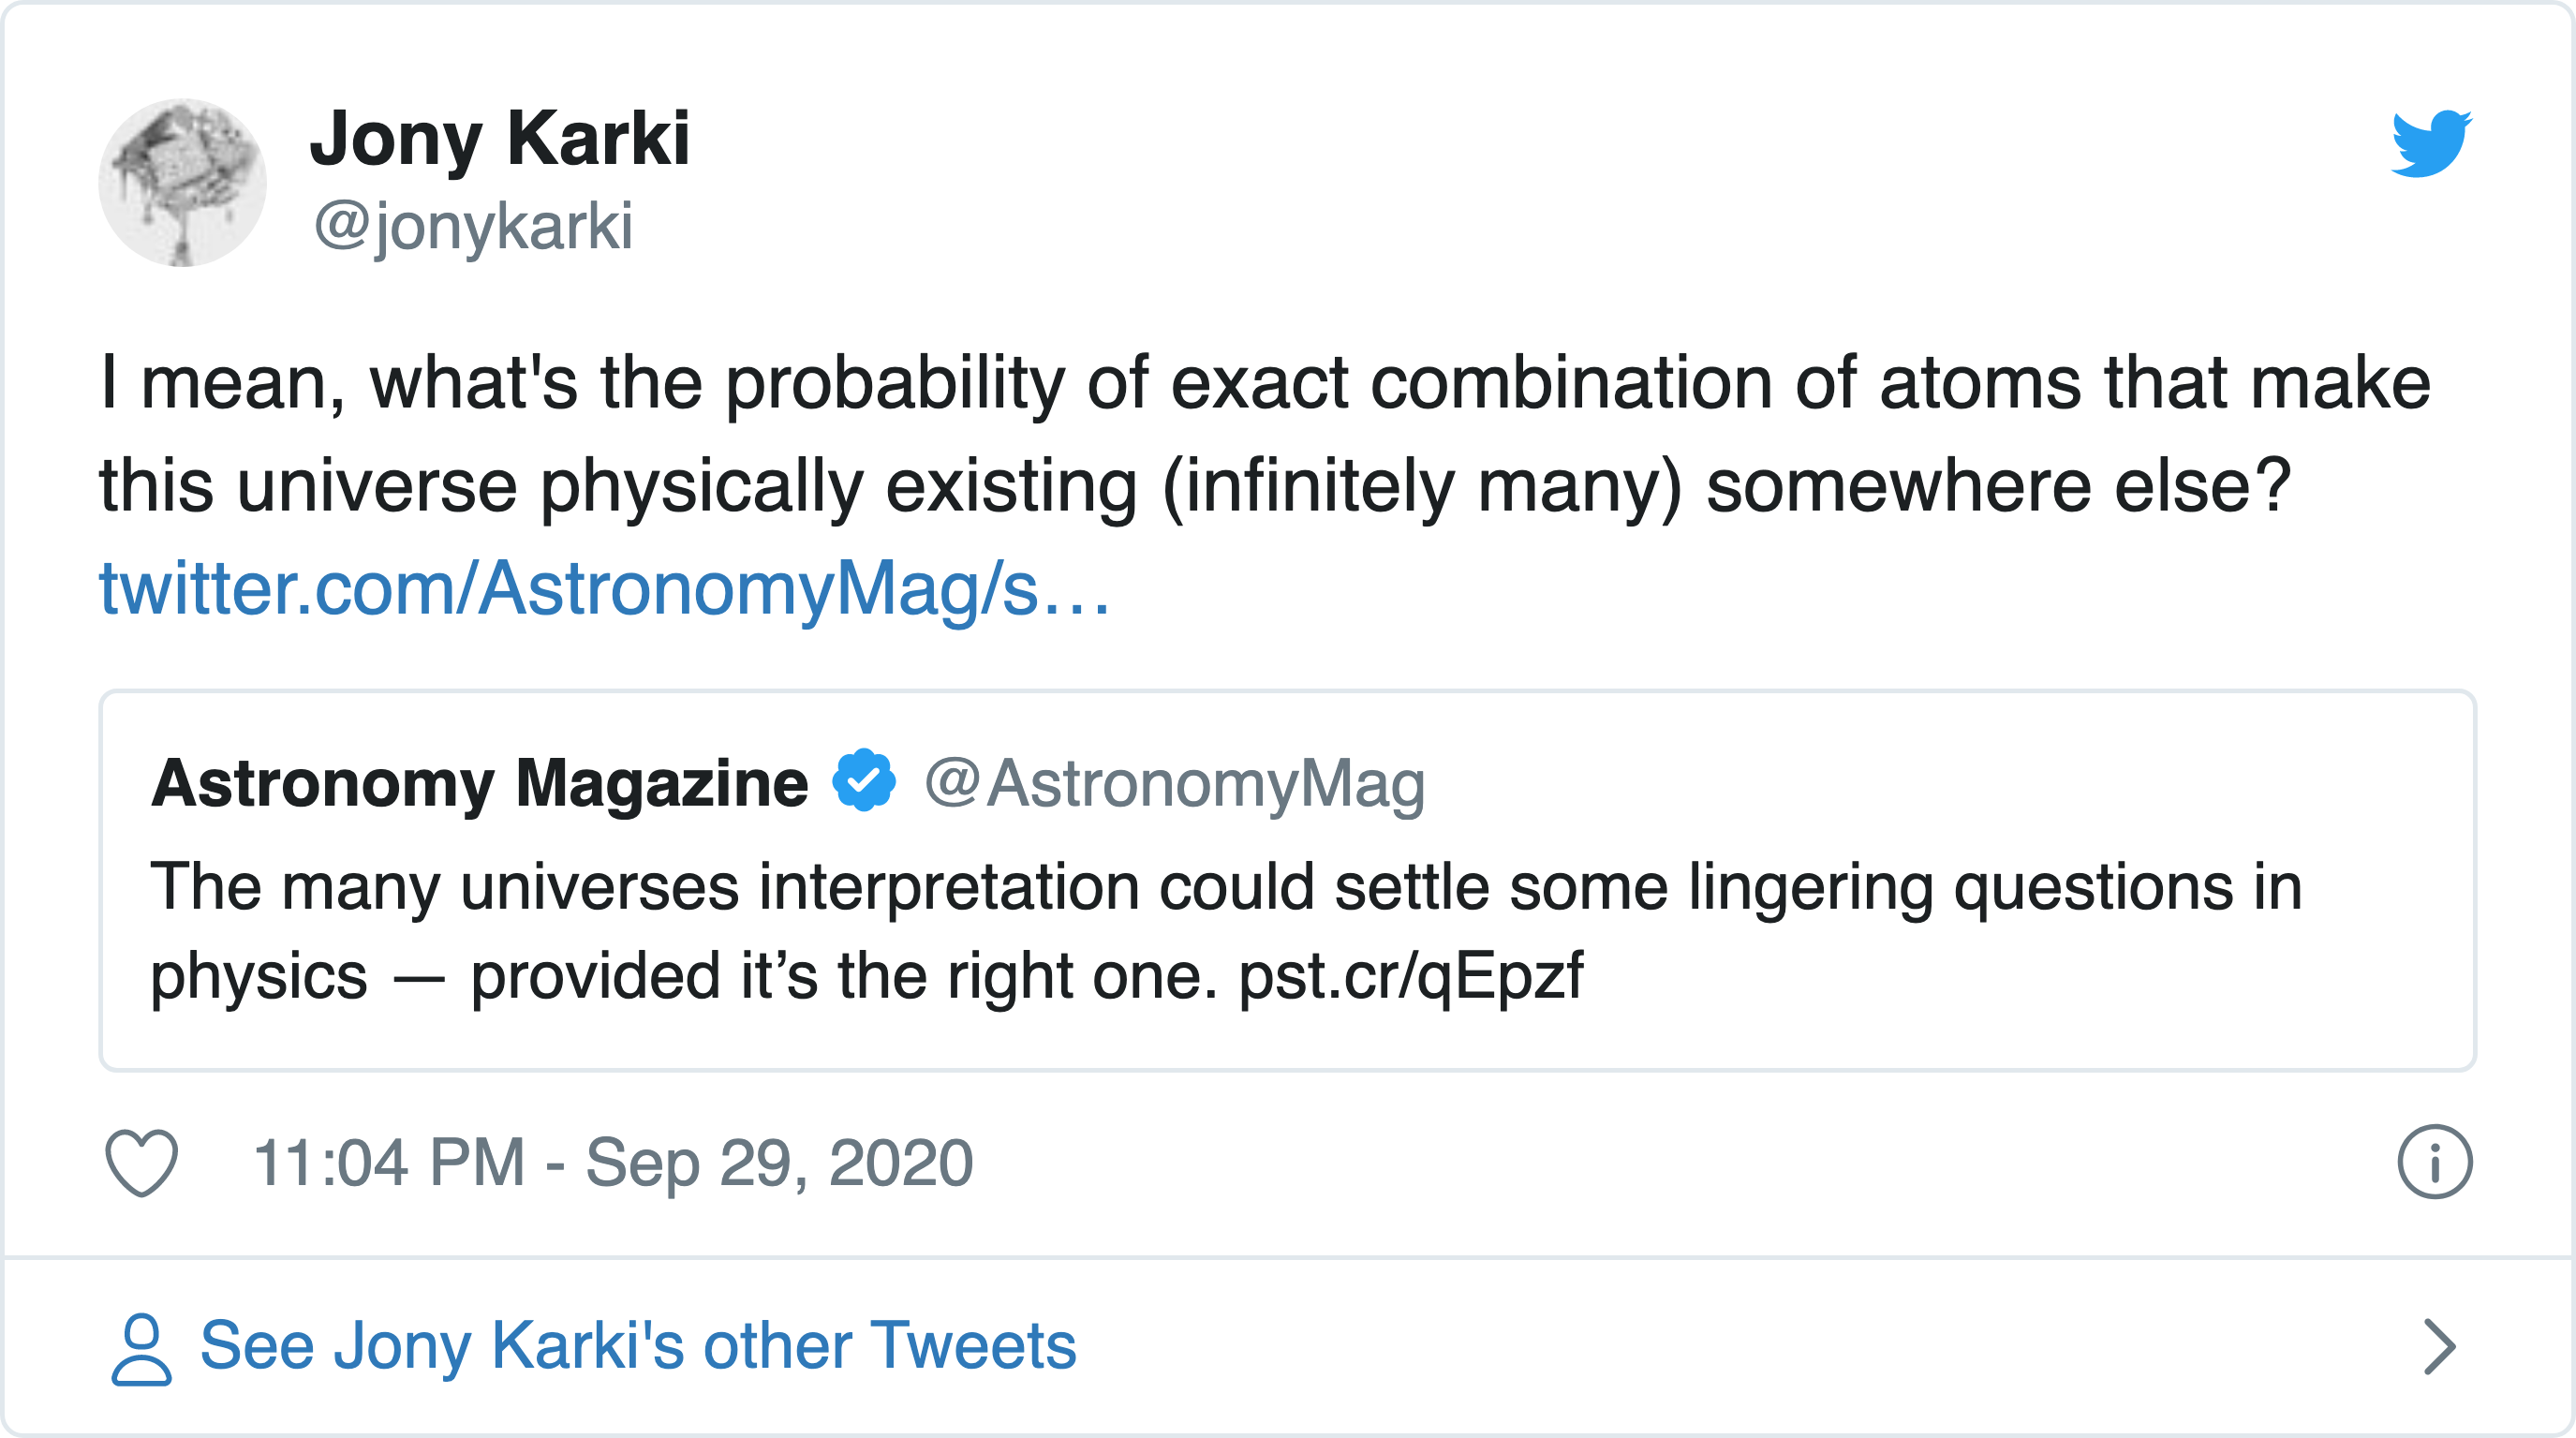 Jony Karki
@jonykarki
I mean, what's the probability of exact combination of atoms that make
this universe physically existing (infinitely many) somewhere else?
twitter.com/AstronomyMag/s…
Astronomy Magazine @AstronomyMag
The many universes interpretation could settle some lingering questions in
physics — provided it’s the right one. pst.cr/qEpzf
11:04 PM - Sep 29, 2020
See Jony Karki's other Tweets